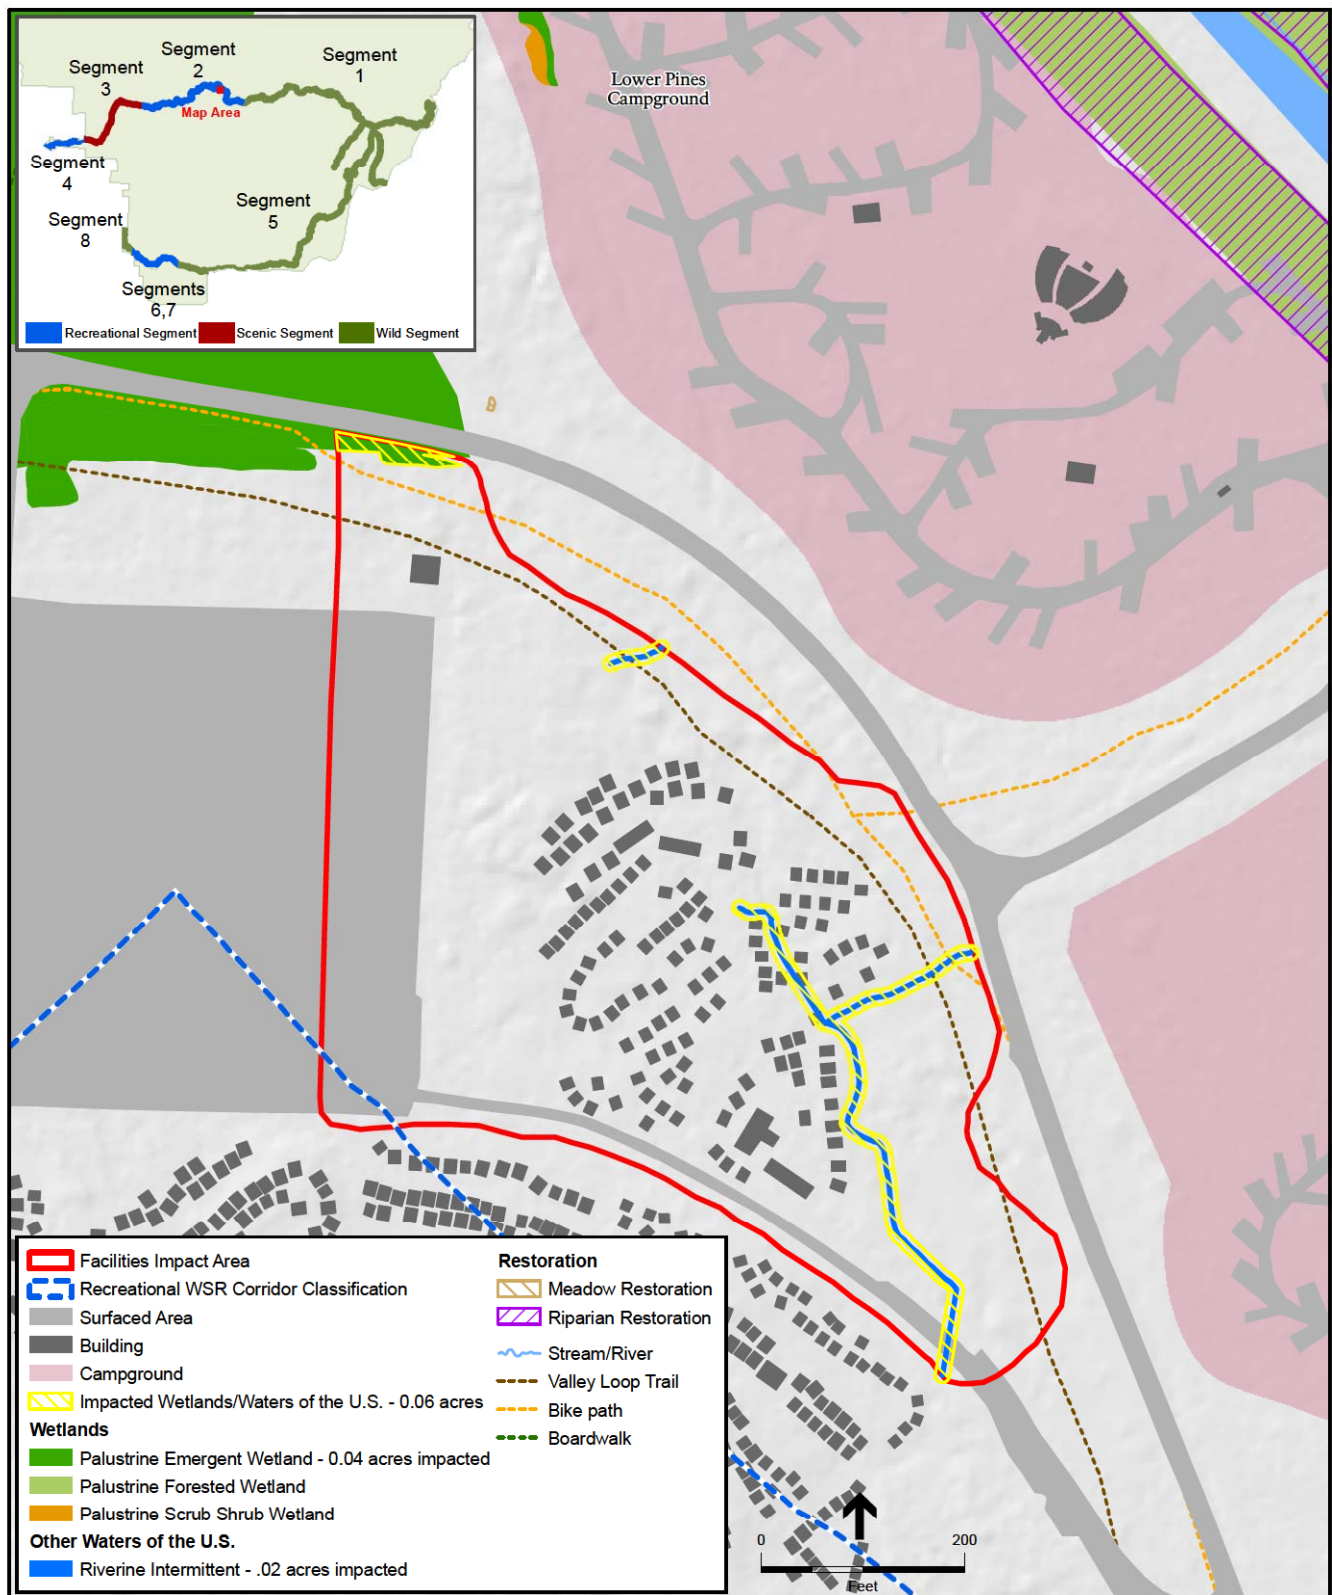 Segment
1
Segment
2
Segment
3
Map Area
Segment
4
Segment
5
Segment
8
Segments
6,7
Recreational Segment
Scenic Segment
Wild Segment
Lower Pines
Campground
Facilities Impact Area
Recreational WSR Corridor Classification
Surfaced Area
Building
Campground
Impacted Wetlands/Waters of the U.S. - 0.06 acres
Wetlands
Palustrine Emergent Wetland - 0.04 acres impacted
Palustrine Forested Wetland
Palustrine Scrub Shrub Wetland
Other Waters of the U.S.
Riverine Intermittent - .02 acres impacted
Restoration
Meadow Restoration
Riparian Restoration
Stream/River
Valley Loop Trail
Bike path
Boardwalk
0 200
Feet